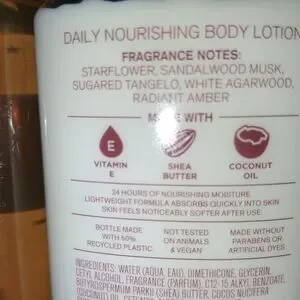 DAILY NOURISHING BODY LOTION
FRAGRANCE NOTES:
STARFLOWER, SANDALWOOD MUSK,
SUGARED TANGELO, WHITE AGARWOOD,
RADIANT AMBER
MADE WITH
E
VITAMIN
E
SHEA
BUTTER
COCONUT
OIL
24 HOURS OF NOURISHING MOISTURE
LIGHTWEIGHT FORMULA ABSORBS QUICKLY INTO SKIN
SKIN FEELS NOTICEABLY SOFTER AFTER USE
BOTTLE MADE
WITH 50%
RECYCLED PLASTIC
NOT TESTED
ON ANIMALS
& VEGAN
MADE WITHOUT
PARABENS OR
ARTIFICIAL DYES
INGREDIENTS: WATER (AQUA, EAU), DIMETHICONE, GLYCERIN,
CETYL ALCOHOL, FRAGRANCE (PARFUM), C12-15 ALKYL BENZOATE,
BUTYROSPERMUM PARKII (SHEA) BUTTER, COCOS NUCIFERA
(COCONUT) OIL,